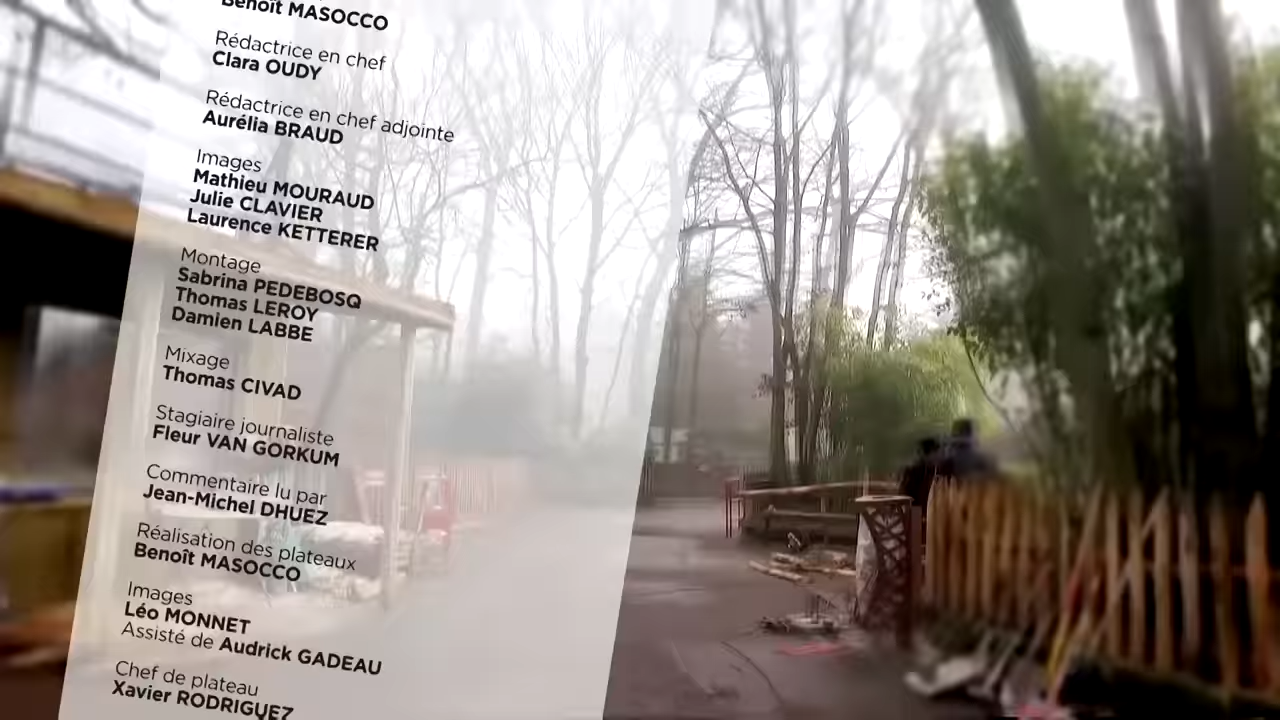 Benoît MASOCCO
Rédactrice en chef
Clara OUDY
Rédactrice en chef adjointe
Aurélia BRAUD
Images
Mathieu MOURAUD
Julie CLAVIER
Laurence KETTERER
Montage
Sabrina PEDEBOSQ
Thomas LEROY
Damien LABBE
Mixage
Thomas CIVAD
Stagiaire journaliste
Fleur VAN GORKUM
Commentaire lu par
Jean-Michel DHUEZ
Réalisation des plateaux
Benoît MASOCCO
Images
Léo MONNET
Assisté de Audrick GADEAU
Chef de plateau
Xavier RODRIGUEZ